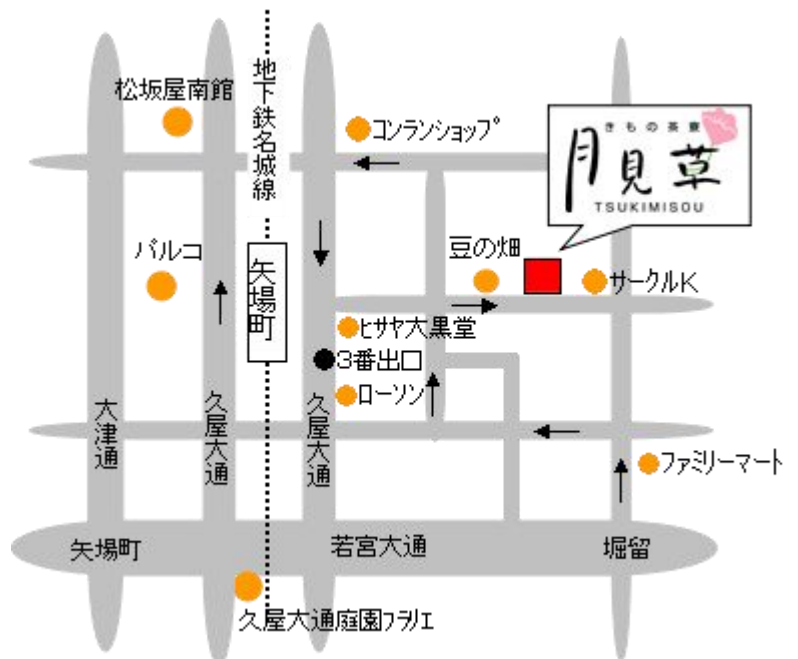 松坂屋南館
地下鉄名城線
コンランショップ
きもの茶寮
月見草
TSUKIMISOU
パルコ
矢場町
豆の畑
サークルK
ヒサヤ大黒堂
3番出口
ローソン
大津通
久屋大通
久屋大通
ファミリーマート
矢場町
若宮大通
堀留
久屋大通庭園フラリエ